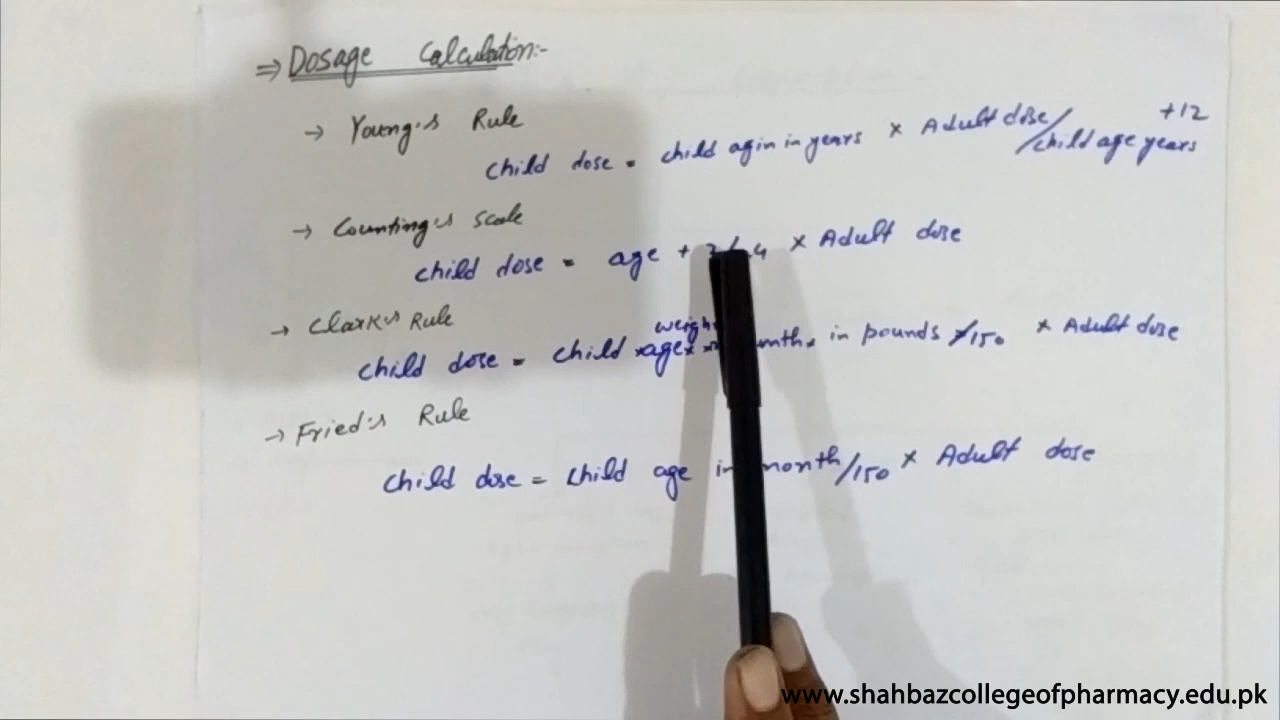 ⇒ Dosage Calculation:-
→ Young's Rule
child dose = child agin in years × Adult dose / child age years +12
→ Counting's scale
child dose = age + × Adult dose
→ Clark's Rule
child dose = child age in pounds /150 × Adult dose
→ Fried's Rule
child dose = child age in month/150 × Adult dose
www.shahbazcollegeofpharmacy.edu.pk